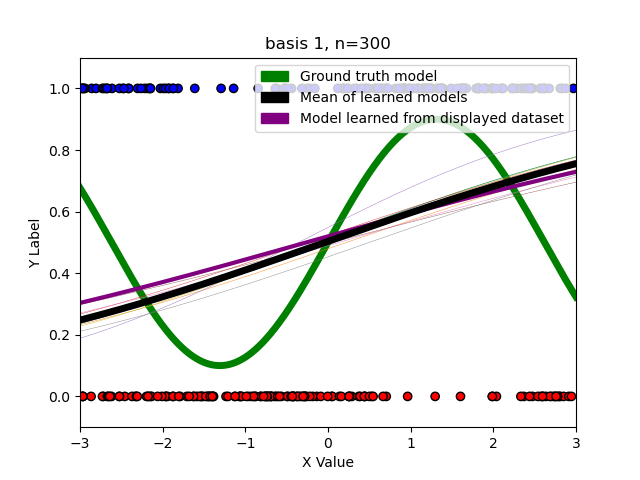 basis 1, n=300
Ground truth model
Mean of learned models
Model learned from displayed dataset
Y Label
1.0
0.8
0.6
0.4
0.2
0.0
−3 −2 −1 0 1 2 3
X Value